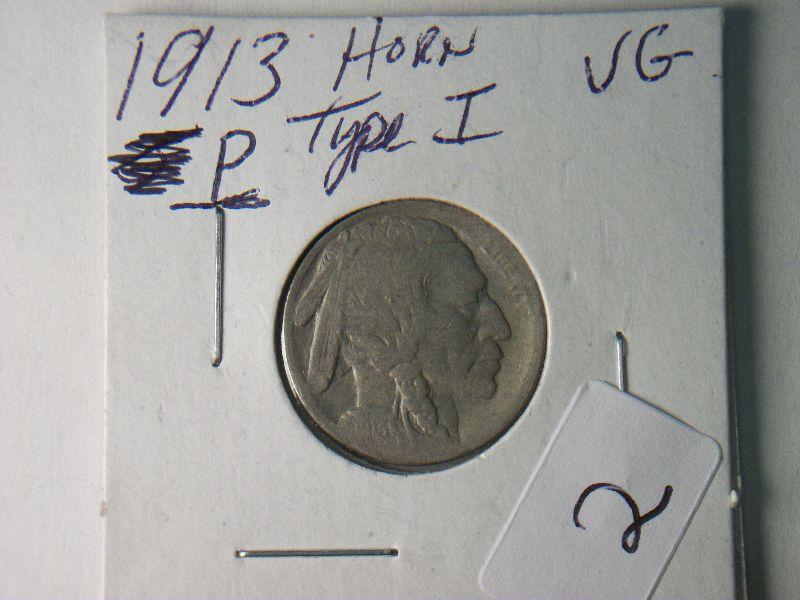 1913 HORN VG
P Type I
LIBERTY
2